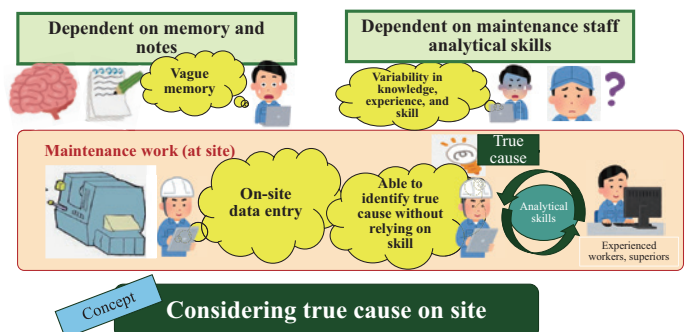 Dependent on memory and
notes
Dependent on maintenance staff
analytical skills
Vague
memory
Variability in
knowledge,
experience, and
skill
?
Maintenance work (at site)
True
cause
On-site
data entry
Able to
identify true
cause without
relying on
skill
Analytical
skills
Experienced
workers, superiors
Concept
Considering true cause on site